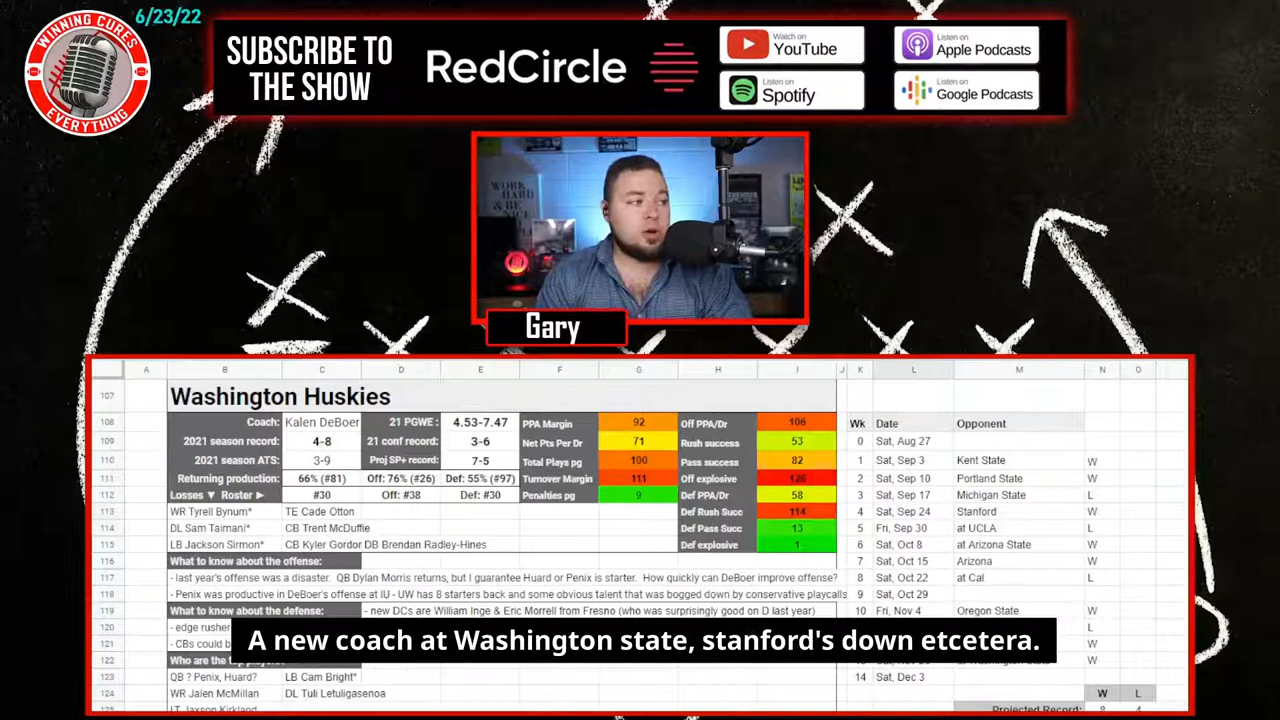 6/23/22
WINNING CURES
EVERYTHING
SUBSCRIBE TO
THE SHOW
RedCircle
Watch on
YouTube
Listen on
Apple Podcasts
Listen on
Spotify
Listen on
Google Podcasts
WORK
HARD
& BE
Gary
A B C D E F G H I J K L M N O
107 Washington Huskies
108 Coach: Kalen DeBoer 21 PGWE : 4.53-7.47 PPA Margin 92 Off PPA/Dr 106 Wk Date Opponent
109 2021 season record: 4-8 21 conf record: 3-6 Net Pts Per Dr 71 Rush success 53 0 Sat, Aug 27
110 2021 season ATS: 3-9 Proj SP+ record: 7-5 Total Plays pg 100 Pass success 82 1 Sat, Sep 3 Kent State W
111 Returning production: 66% (#81) Off: 76% (#26) Def: 55% (#97) Turnover Margin 111 Off explosive 126 2 Sat, Sep 10 Portland State W
112 Losses ▼ Roster ► #30 Off: #38 Def: #30 Penalties pg 9 Def PPA/Dr 58 3 Sat, Sep 17 Michigan State L
113 WR Tyrell Bynum* TE Cade Otton Def Rush Succ 114 4 Sat, Sep 24 Stanford W
114 DL Sam Taimani* CB Trent McDuffie Def Pass Succ 13 5 Fri, Sep 30 at UCLA L
115 LB Jackson Sirmon* CB Kyler Gordor DB Brendan Radley-Hines Def explosive 1 6 Sat, Oct 8 at Arizona State W
116 What to know about the offense: 7 Sat, Oct 15 Arizona W
117 - last year's offense was a disaster. QB Dylan Morris returns, but I guarantee Huard or Penix is starter. How quickly can DeBoer improve offense? 8 Sat, Oct 22 at Cal L
118 - Penix was productive in DeBoer's offense at IU - UW has 8 starters back and some obvious talent that was bogged down by conservative playcalls 9 Sat, Oct 29
119 What to know about the defense: - new DCs are William Inge & Eric Morrell from Fresno (who was surprisingly good on D last year) 10 Fri, Nov 4 Oregon State W
120 - edge rusher L
121 - CBs could b W
A new coach at Washington state, stanford's down etcetera.
122 Who are the top W
123 QB ? Penix, Huard? LB Cam Bright* 14 Sat, Dec 3
124 WR Jalen McMillan DL Tuli Letuligasenoa W L
125 LT Jaxson Kirkland Projected Record: 8 4